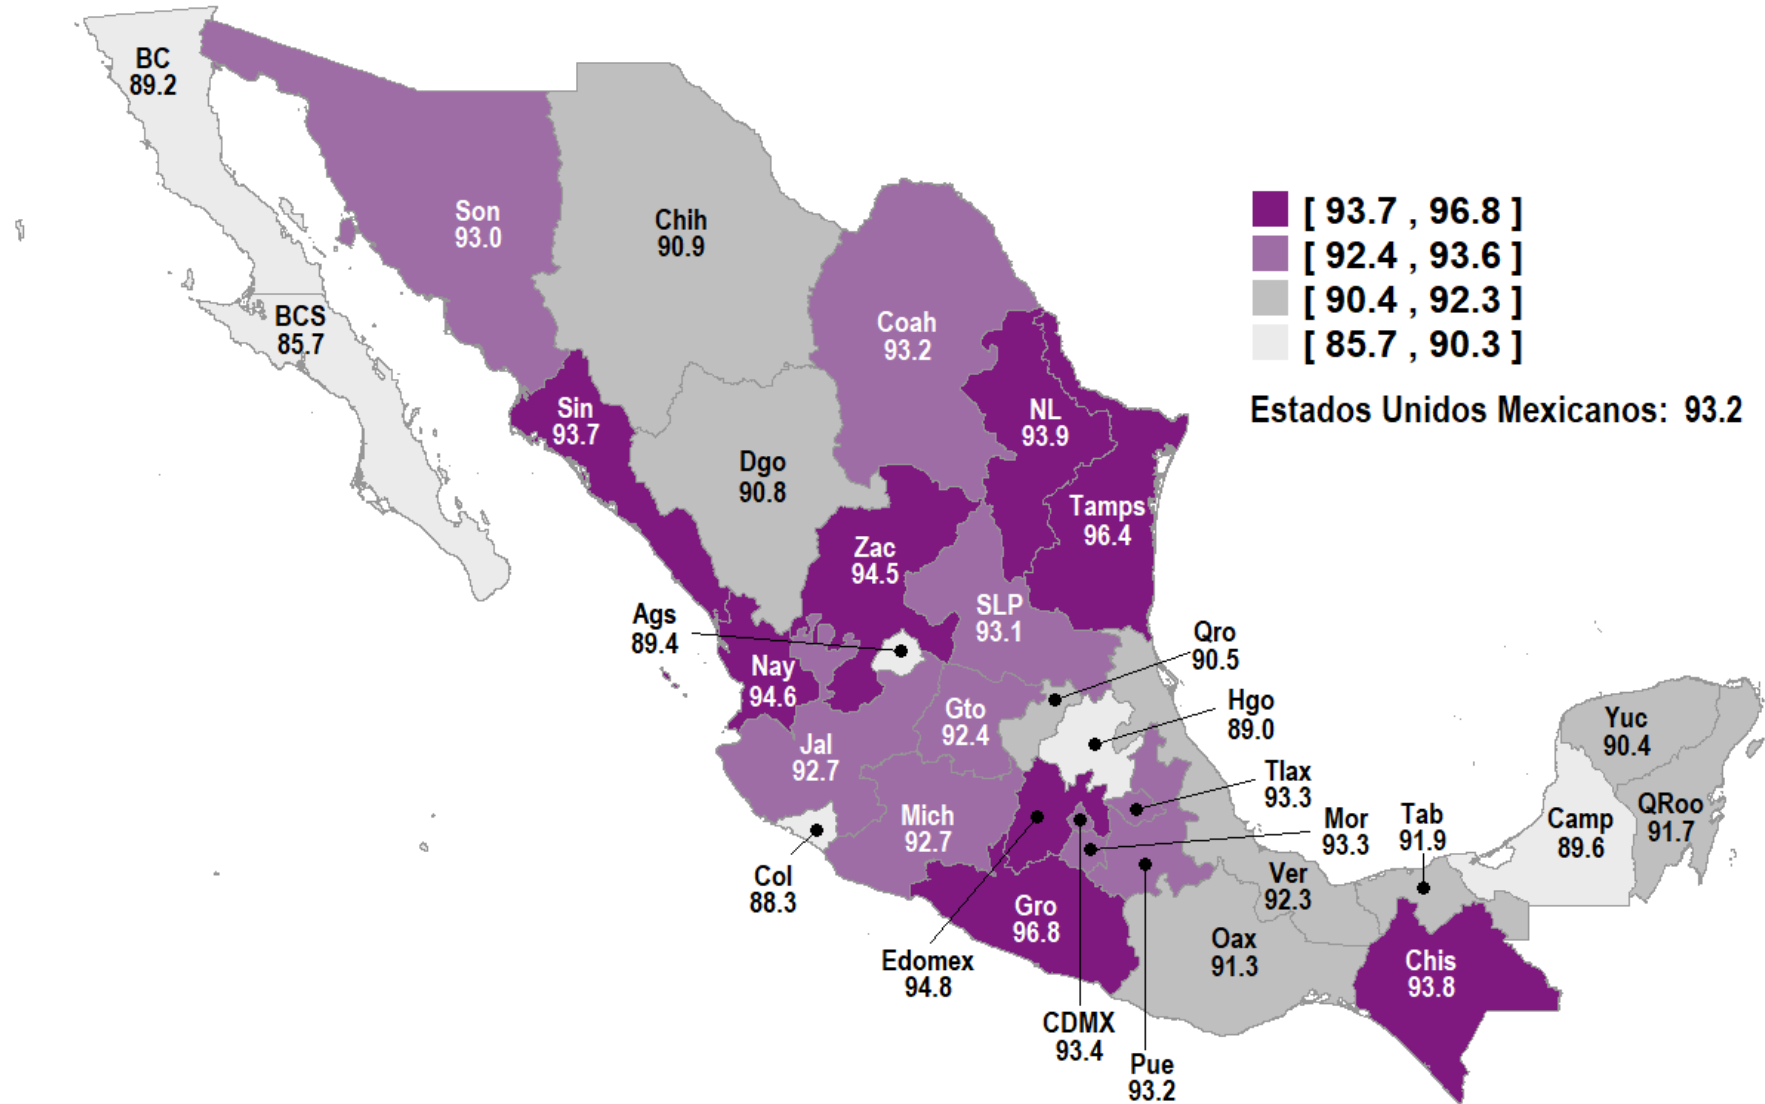 BC
89.2
Son
93.0
Chih
90.9
[ 93.7 , 96.8 ]
[ 92.4 , 93.6 ]
[ 90.4 , 92.3 ]
[ 85.7 , 90.3 ]
Estados Unidos Mexicanos: 93.2
BCS
85.7
Coah
93.2
Sin
93.7
NL
93.9
Dgo
90.8
Tamps
96.4
Zac
94.5
Ags
89.4
SLP
93.1
Qro
90.5
Nay
94.6
Gto
92.4
Hgo
89.0
Yuc
90.4
Jal
92.7
Tlax
93.3
Mich
92.7
Mor
93.3
Tab
91.9
Camp
89.6
QRoo
91.7
Col
88.3
Ver
92.3
Gro
96.8
Oax
91.3
Edomex
94.8
Chis
93.8
CDMX
93.4
Pue
93.2